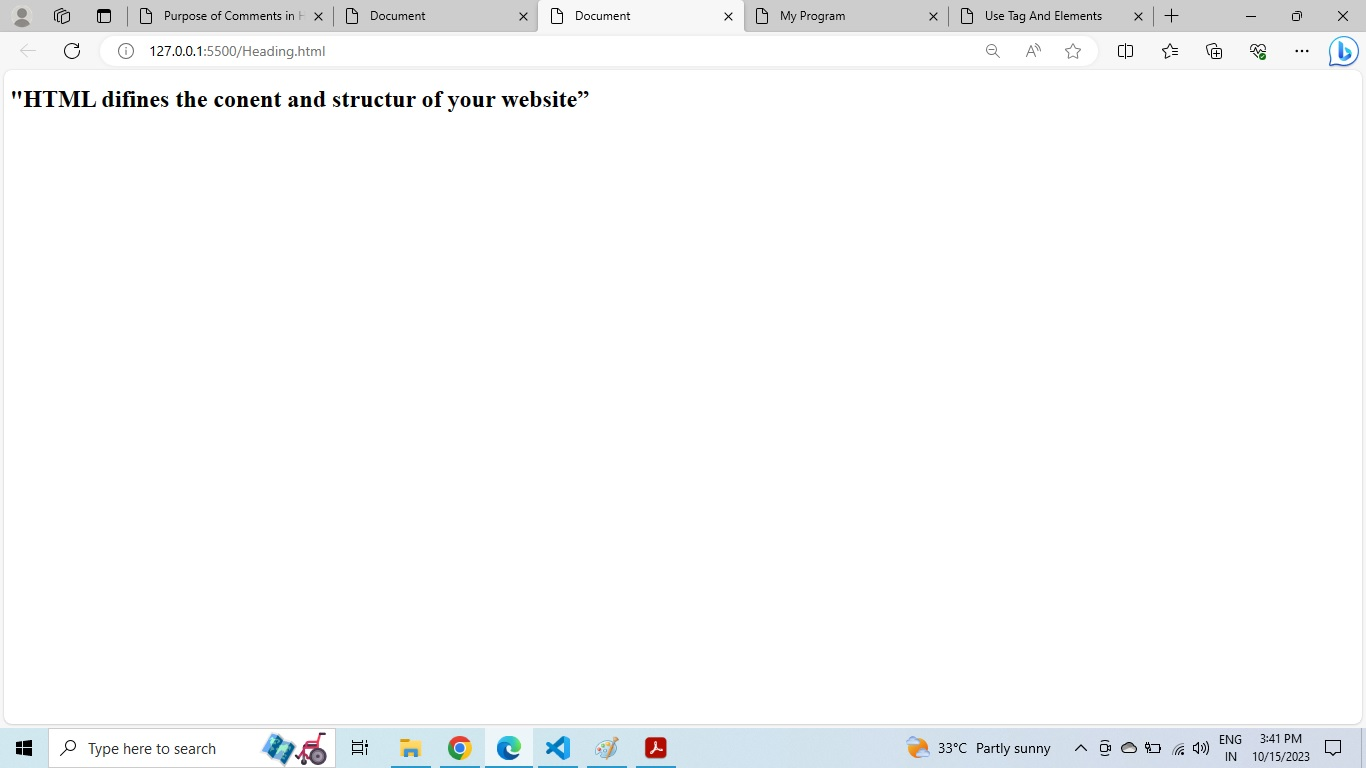 Purpose of Comments in H
Document
Document
My Program
Use Tag And Elements
127.0.0.1:5500/Heading.html
"HTML difines the conent and structur of your website”
Type here to search
33°C Partly sunny
ENG
IN
3:41 PM
10/15/2023